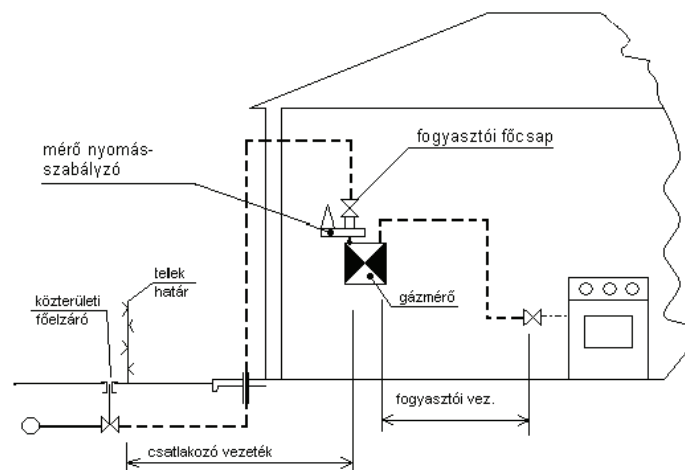 mérő nyomás-
szabályzó
fogyasztói főcsap
telek
határ
közterületi
főelzáró
gázmérő
fogyasztói vez.
csatlakozó vezeték